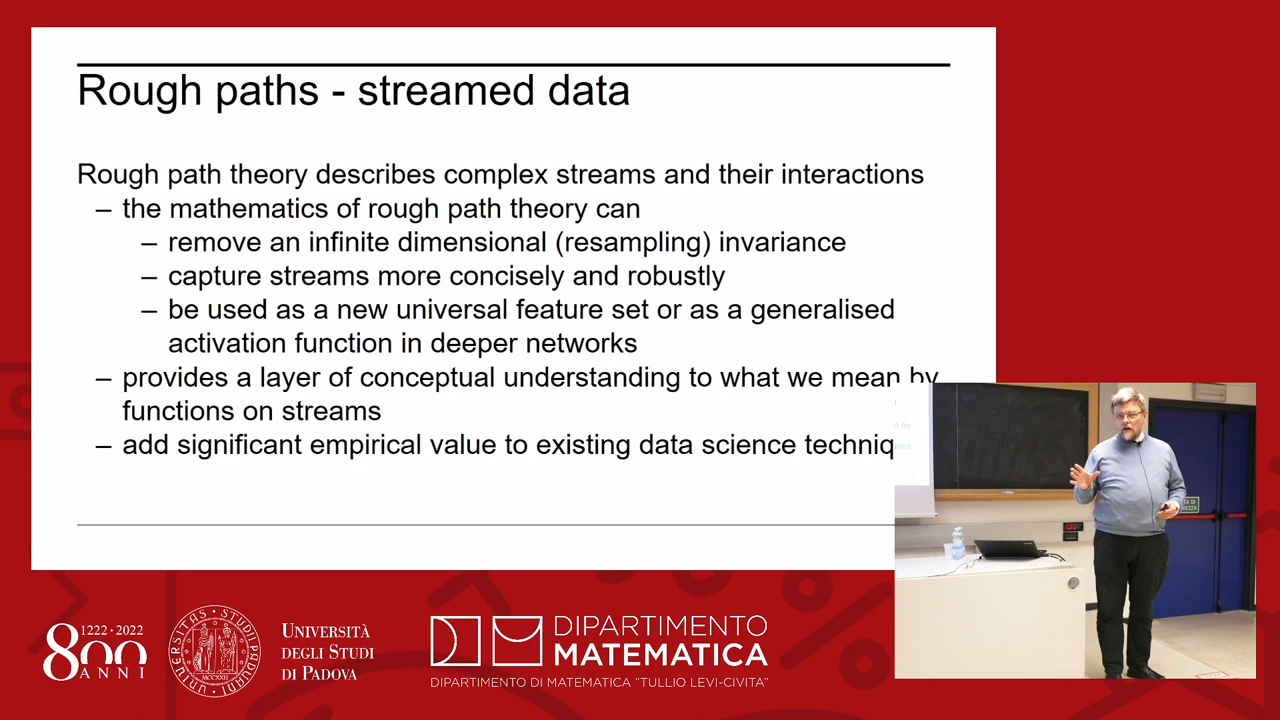 Rough paths - streamed data
Rough path theory describes complex streams and their interactions
– the mathematics of rough path theory can
– remove an infinite dimensional (resampling) invariance
– capture streams more concisely and robustly
– be used as a new universal feature set or as a generalised
activation function in deeper networks
– provides a layer of conceptual understanding to what we mean by
functions on streams
– add significant empirical value to existing data science techniq
1222·2022
800
ANNI
UNIVERSITÀ
DEGLI STUDI
DI PADOVA
DIPARTIMENTO
MATEMATICA
DIPARTIMENTO DI MATEMATICA "TULLIO LEVI-CIVITA"